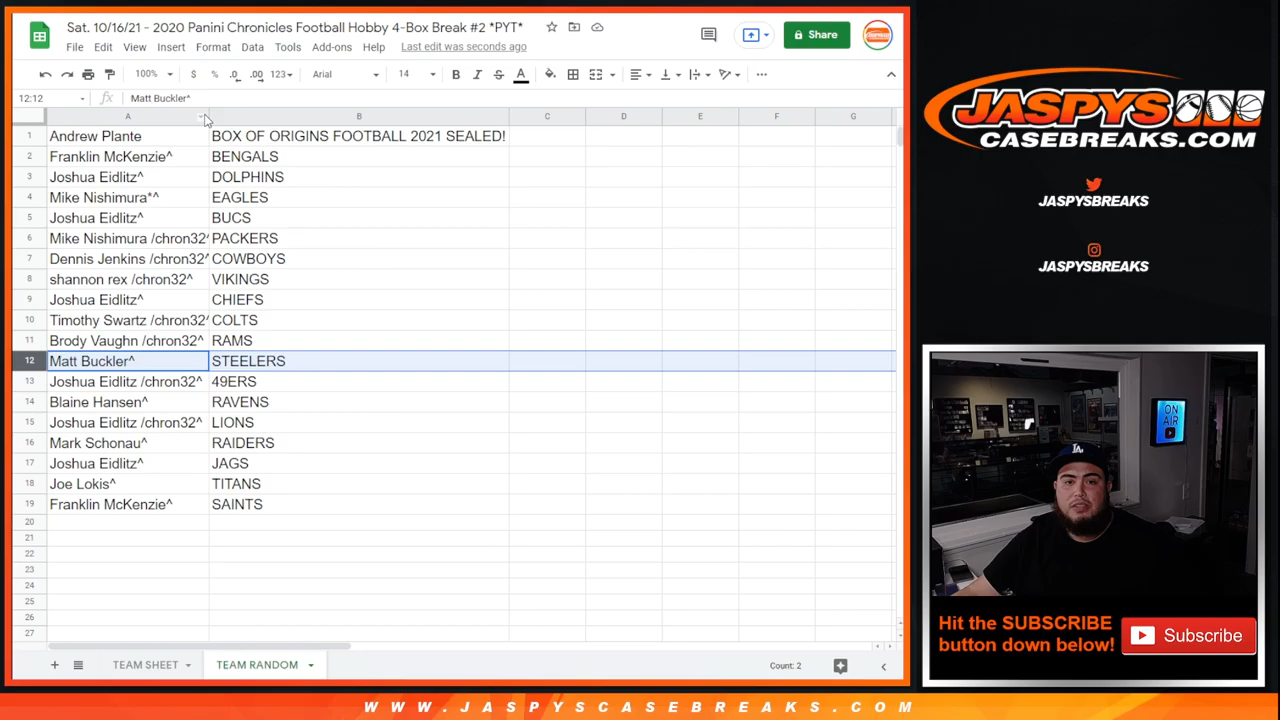 Sat. 10/16/21 - 2020 Panini Chronicles Football Hobby 4-Box Break #2 *PYT*
File Edit View Insert Format Data Tools Add-ons Help Last edit was seconds ago
Share
100% $ % .0 .00 123 Arial 14 B I S A
12:12 fx Matt Buckler^
A B C D E F G
1 Andrew Plante BOX OF ORIGINS FOOTBALL 2021 SEALED!
2 Franklin McKenzie^ BENGALS
3 Joshua Eidlitz^ DOLPHINS
4 Mike Nishimura*^ EAGLES
5 Joshua Eidlitz^ BUCS
6 Mike Nishimura /chron32^ PACKERS
7 Dennis Jenkins /chron32^ COWBOYS
8 shannon rex /chron32^ VIKINGS
9 Joshua Eidlitz^ CHIEFS
10 Timothy Swartz /chron32^ COLTS
11 Brody Vaughn /chron32^ RAMS
12 Matt Buckler^ STEELERS
13 Joshua Eidlitz /chron32^ 49ERS
14 Blaine Hansen^ RAVENS
15 Joshua Eidlitz /chron32^ LIONS
16 Mark Schonau^ RAIDERS
17 Joshua Eidlitz^ JAGS
18 Joe Lokis^ TITANS
19 Franklin McKenzie^ SAINTS
20
21
22
23
24
25
26
27
TEAM SHEET TEAM RANDOM Count: 2
JASPYS
CASEBREAKS.COM
JASPYSBREAKS
JASPYSBREAKS
ON AIR
LA
Hit the SUBSCRIBE
button down below!
Subscribe
WWW.JASPYSCASEBREAKS.COM